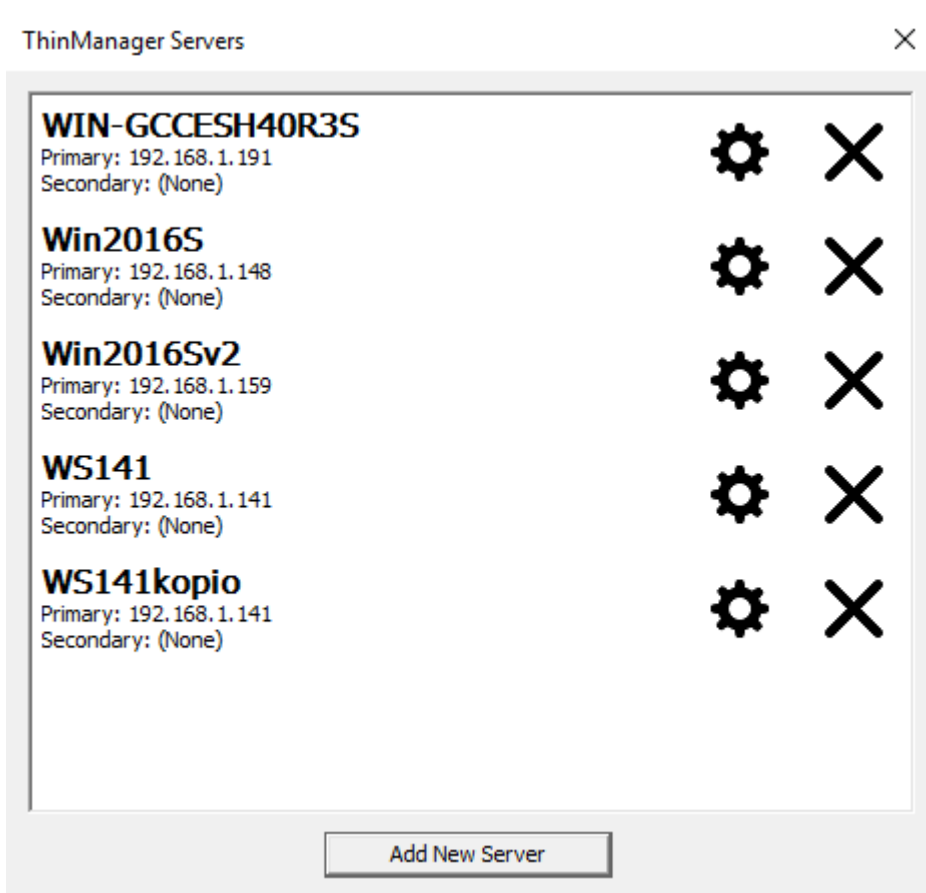 ThinManager Servers
WIN-GCCESH40R3S
Primary: 192.168.1.191
Secondary: (None)
Win2016S
Primary: 192.168.1.148
Secondary: (None)
Win2016Sv2
Primary: 192.168.1.159
Secondary: (None)
WS141
Primary: 192.168.1.141
Secondary: (None)
WS141kopio
Primary: 192.168.1.141
Secondary: (None)
Add New Server